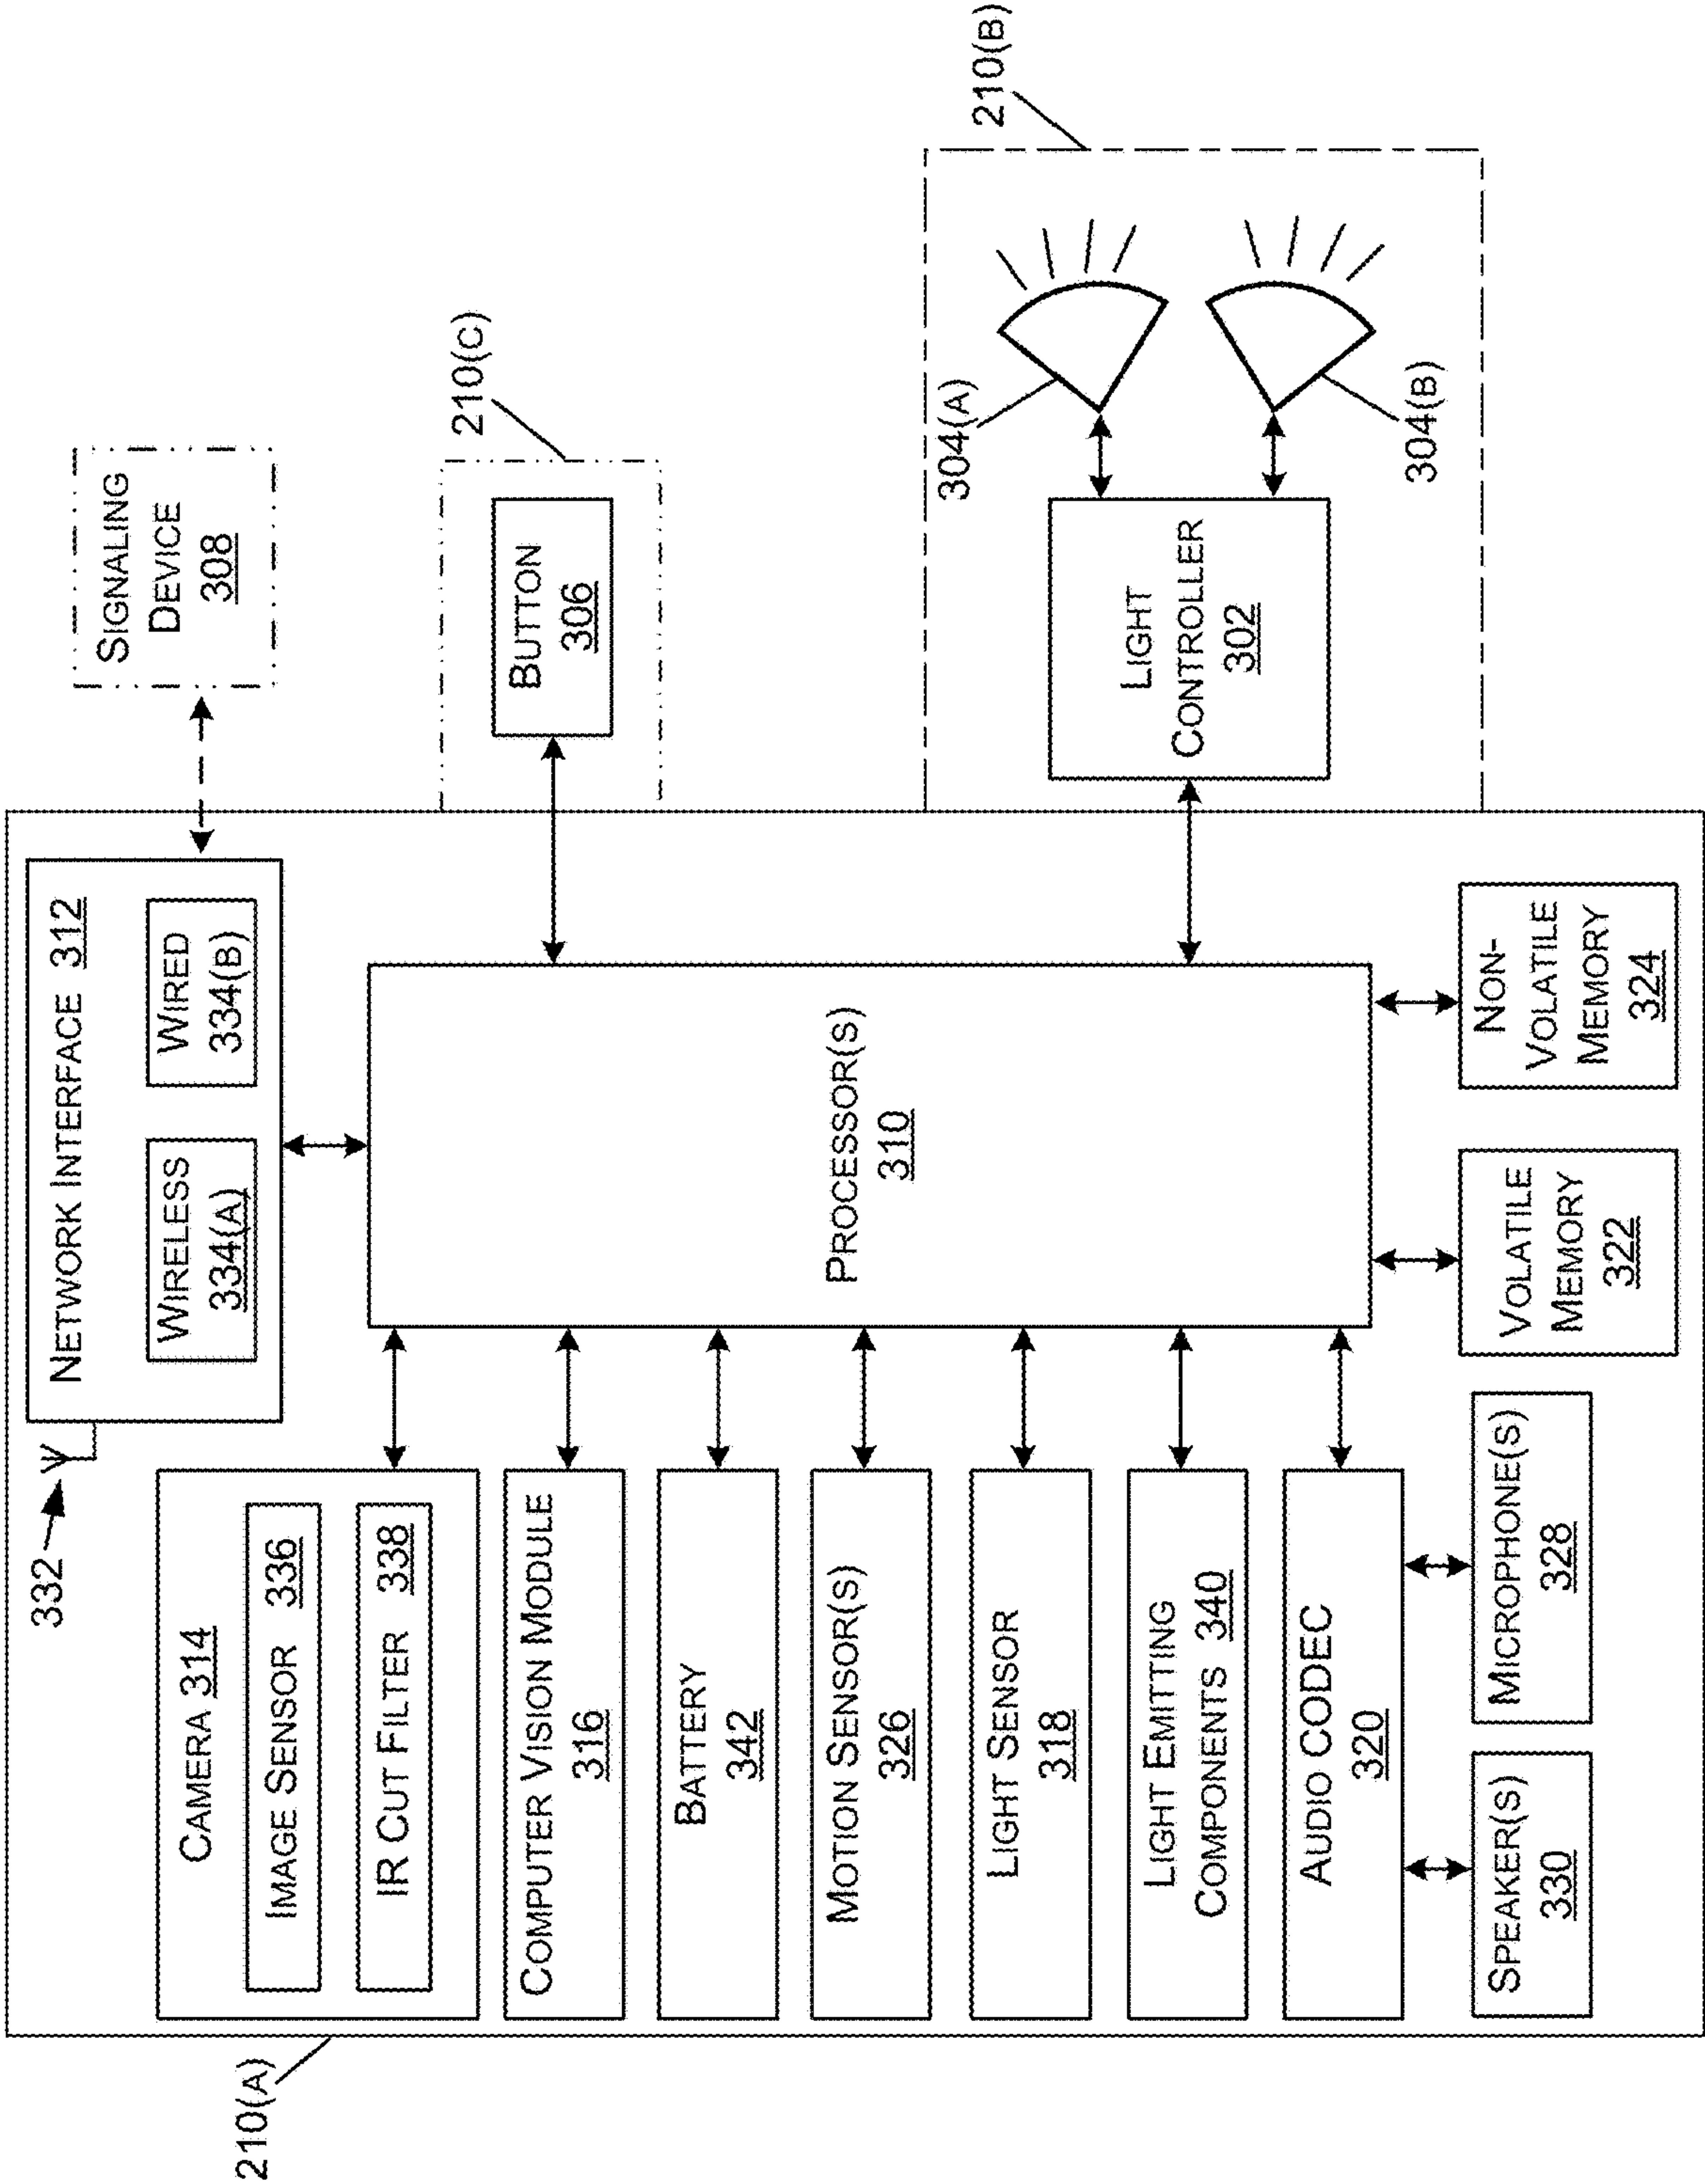 210(A)
332
CAMERA 314
IMAGE SENSOR 336
IR CUT FILTER 338
COMPUTER VISION MODULE
316
BATTERY
342
MOTION SENSOR(S)
326
LIGHT SENSOR
318
LIGHT EMITTING
COMPONENTS 340
AUDIO CODEC
320
SPEAKER(S)
330
MICROPHONE(S)
328
NETWORK INTERFACE 312
WIRELESS
334(A)
WIRED
334(B)
PROCESSOR(S)
310
VOLATILE
MEMORY
322
NON-
VOLATILE
MEMORY
324
SIGNALING
DEVICE
308
210(C)
BUTTON
306
210(B)
LIGHT
CONTROLLER
302
304(A)
304(B)